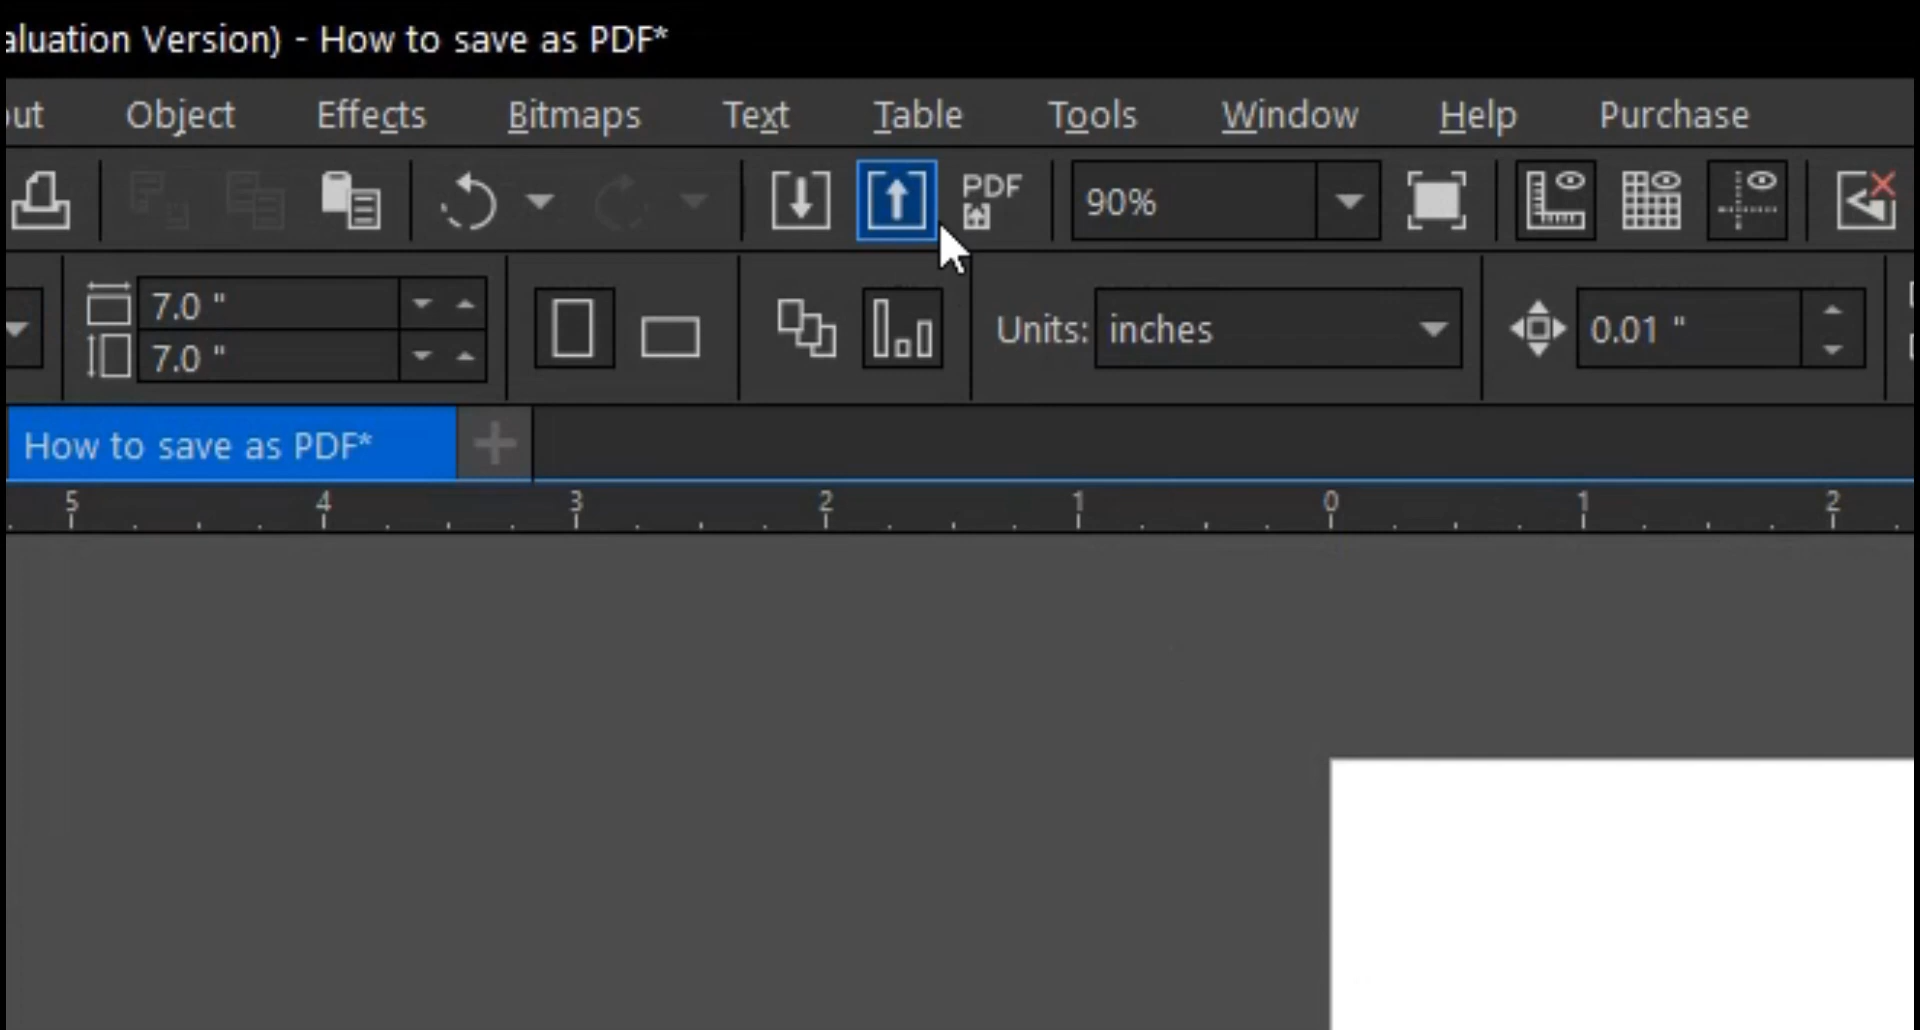 aluation Version) - How to save as PDF*
out Object Effects Bitmaps Text Table Tools Window Help Purchase
PDF 90%
7.0 "
7.0 "
Units: inches 0.01 "
How to save as PDF*
5 4 3 2 1 0 1 2